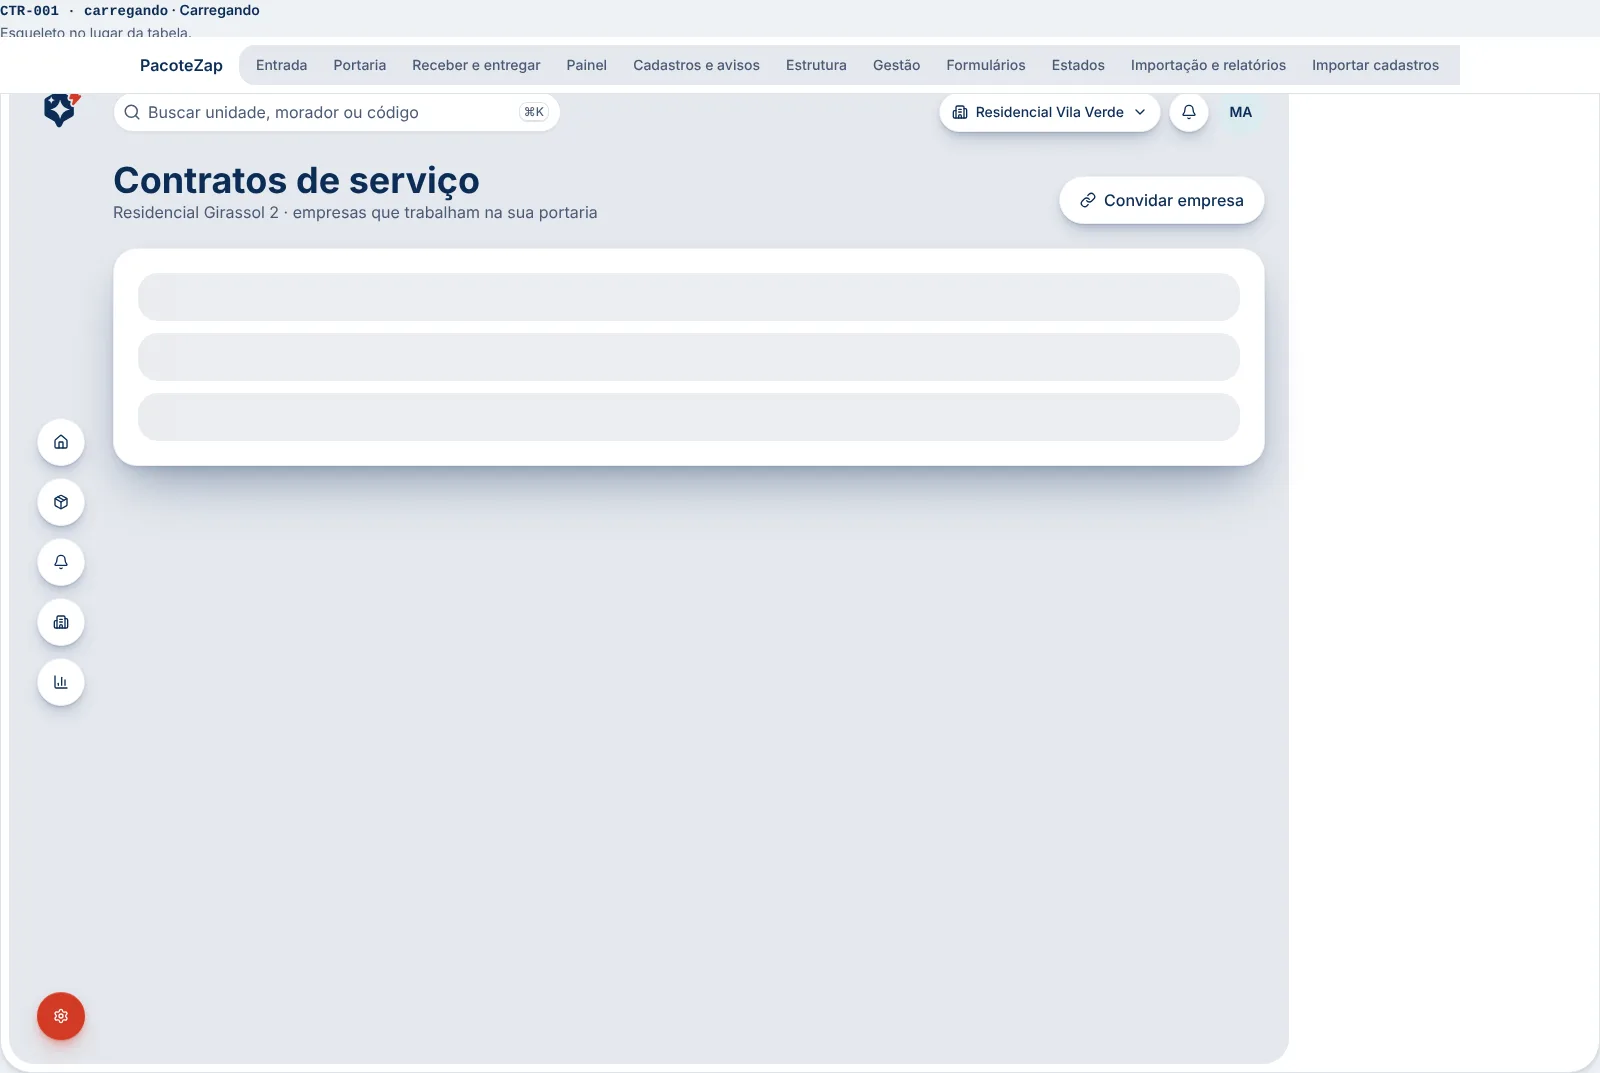 CTR-001 · carregando · Carregando
Esqueleto no lugar da tabela.
PacoteZap Entrada Portaria Receber e entregar Painel Cadastros e avisos Estrutura Gestão Formulários Estados Importação e relatórios Importar cadastros
Buscar unidade, morador ou código ⌘K Residencial Vila Verde MA
Contratos de serviço
Residencial Girassol 2 · empresas que trabalham na sua portaria
Convidar empresa